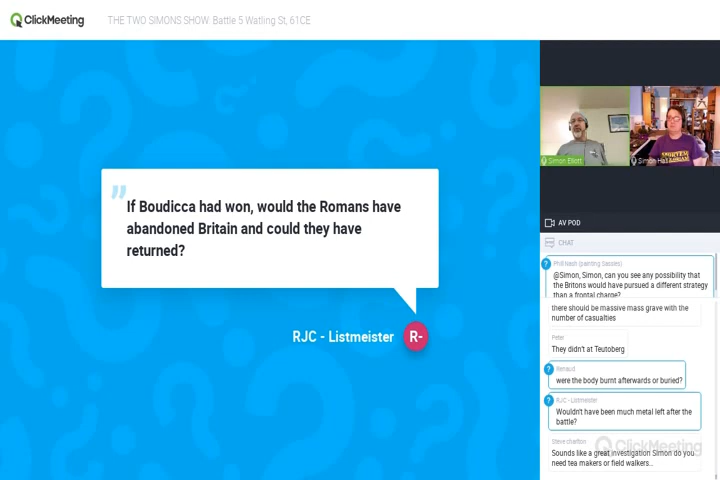 ClickMeeting
THE TWO SIMONS SHOW. Battle 5 Watling St, 61CE
If Boudicca had won, would the Romans have
abandoned Britain and could they have
returned?
RJC - Listmeister
R-
Simon Elliott
Simon Hall
AV POD
CHAT
?
Phill Nash (painting Sassies)
@Simon, Simon, can you see any possibility that
the Britons would have pursued a different strategy
than a frontal charge?
there should be massive mass grave with the
number of casualties
Peter
They didn't at Teutoberg
?
Renaud
were the body burnt afterwards or buried?
?
RJC - Listmeister
Wouldn't have been much metal left after the
battle?
Steve charlton
Sounds like a great investigation Simon do you
need tea makers or field walkers...
ClickMeeting